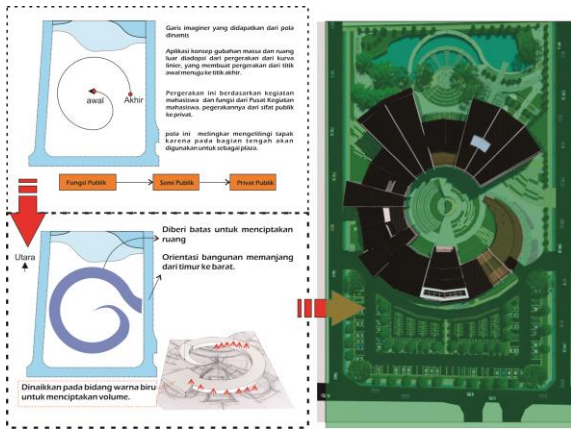 Garis imaginer yang didapatkan dari pola
dinamis
Aplikasi konsep gubahan massa dan ruang
luar diadopsi dari pergerakan dari kurva
linier, yang membuat pergerakan dari titik
awal menuju ke titik akhir.
Pergerakan ini berdasarkan kegiatan
mahasiswa dan fungsi dari Pusat Kegiatan
mahasiswa. pegerakannya dari sifat publik
ke privat.
pola ini melingkar mengelilingi tapak
karena pada bagian tengah akan
digunakan untuk sebagai plaza.
awal
Akhir
Fungsi Publik
Semi Publik
Privat Publik
Utara
Diberi batas untuk menciptakan
ruang
Orientasi bangunan memanjang
dari timur ke barat.
Dinaikkan pada bidang warna biru
untuk menciptakan volume.